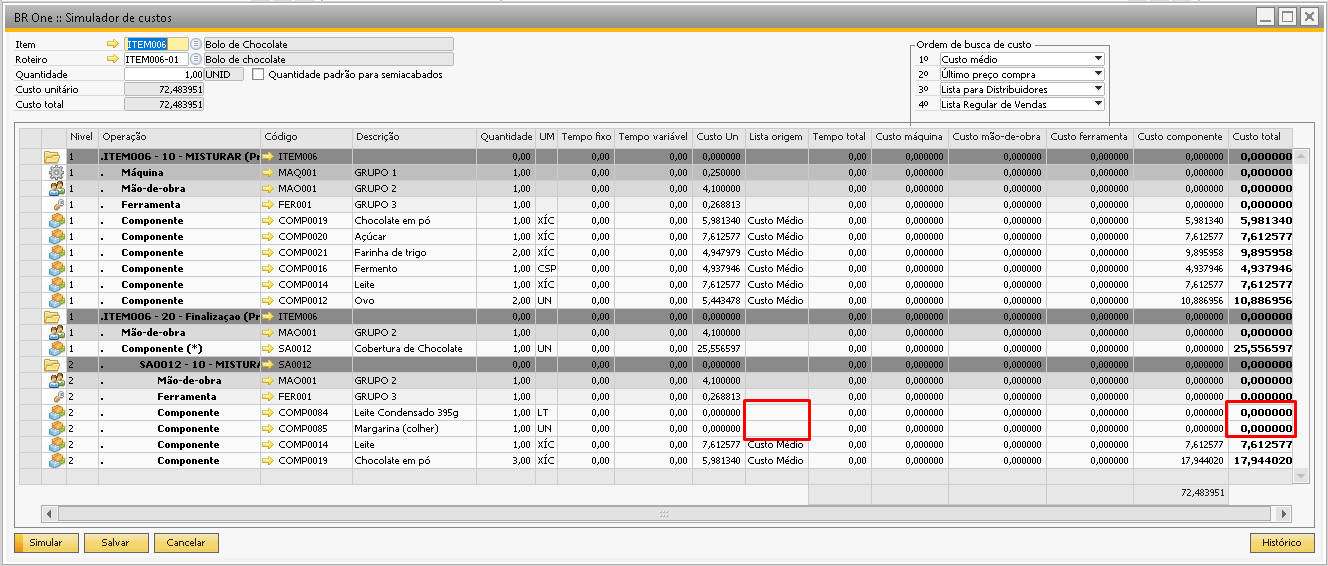 BR One :: Simulador de custos
Item ITEM006 Bolo de Chocolate
Roteiro ITEM006-01 Bolo de chocolate
Quantidade 1,00 UNID Quantidade padrão para semiacabados
Custo unitário 72,483951
Custo total 72,483951
Ordem de busca de custo
1º Custo médio
2º Último preço compra
3º Lista para Distribuidores
4º Lista Regular de Vendas
Nivel Operação Código Descrição Quantidade UM Tempo fixo Tempo variável Custo Un Lista origem Tempo total Custo máquina Custo mão-de-obra Custo ferramenta Custo componente Custo total
1 .ITEM006 - 10 - MISTURAR (Pr ITEM006 0,00 0,00 0,00 0,000000 0,00 0,000000 0,000000 0,000000 0,000000 0,000000
1 . Máquina MAQ001 GRUPO 1 1,00 0,00 0,00 0,250000 0,00 0,000000 0,000000 0,000000 0,000000 0,000000
1 . Mão-de-obra MAO001 GRUPO 2 1,00 0,00 0,00 4,100000 0,00 0,000000 0,000000 0,000000 0,000000 0,000000
1 . Ferramenta FER001 GRUPO 3 1,00 0,00 0,00 0,268813 0,00 0,000000 0,000000 0,000000 0,000000 0,000000
1 . Componente COMP0019 Chocolate em pó 1,00 XÍC 0,00 0,00 5,981340 Custo Médio 0,00 0,000000 0,000000 0,000000 5,981340 5,981340
1 . Componente COMP0020 Açúcar 1,00 XÍC 0,00 0,00 7,612577 Custo Médio 0,00 0,000000 0,000000 0,000000 7,612577 7,612577
1 . Componente COMP0021 Farinha de trigo 2,00 XÍC 0,00 0,00 4,947979 Custo Médio 0,00 0,000000 0,000000 0,000000 9,895958 9,895958
1 . Componente COMP0016 Fermento 1,00 CSP 0,00 0,00 4,937946 Custo Médio 0,00 0,000000 0,000000 0,000000 4,937946 4,937946
1 . Componente COMP0014 Leite 1,00 XÍC 0,00 0,00 7,612577 Custo Médio 0,00 0,000000 0,000000 0,000000 7,612577 7,612577
1 . Componente COMP0012 Ovo 2,00 UN 0,00 0,00 5,443478 Custo Médio 0,00 0,000000 0,000000 0,000000 10,886956 10,886956
1 .ITEM006 - 20 - Finalizaçao (Pr ITEM006 0,00 0,00 0,00 0,000000 0,00 0,000000 0,000000 0,000000 0,000000 0,000000
1 . Mão-de-obra MAO001 GRUPO 2 1,00 0,00 0,00 4,100000 0,00 0,000000 0,000000 0,000000 0,000000 0,000000
1 Componente (*) SA0012 Cobertura de Chocolate 1,00 UN 0,00 0,00 25,556597 0,00 0,000000 0,000000 0,000000 0,000000 25,556597
2 . SA0012 - 10 - MISTURA SA0012 0,00 0,00 0,00 0,000000 0,00 0,000000 0,000000 0,000000 0,000000 0,000000
2 . Mão-de-obra MAO001 GRUPO 2 1,00 0,00 0,00 4,100000 0,00 0,000000 0,000000 0,000000 0,000000 0,000000
2 . Ferramenta FER001 GRUPO 3 1,00 0,00 0,00 0,268813 0,00 0,000000 0,000000 0,000000 0,000000 0,000000
2 . Componente COMP0084 Leite Condensado 395g 1,00 LT 0,00 0,00 0,000000 0,00 0,000000 0,000000 0,000000 0,000000 0,000000
2 . Componente COMP0085 Margarina (colher) 1,00 UN 0,00 0,00 0,000000 0,00 0,000000 0,000000 0,000000 0,000000 0,000000
2 . Componente COMP0014 Leite 1,00 XÍC 0,00 0,00 7,612577 Custo Médio 0,00 0,000000 0,000000 0,000000 7,612577 7,612577
2 . Componente COMP0019 Chocolate em pó 3,00 XÍC 0,00 0,00 5,981340 Custo Médio 0,00 0,000000 0,000000 0,000000 17,944020 17,944020
72,483951
Simular Salvar Cancelar Histórico